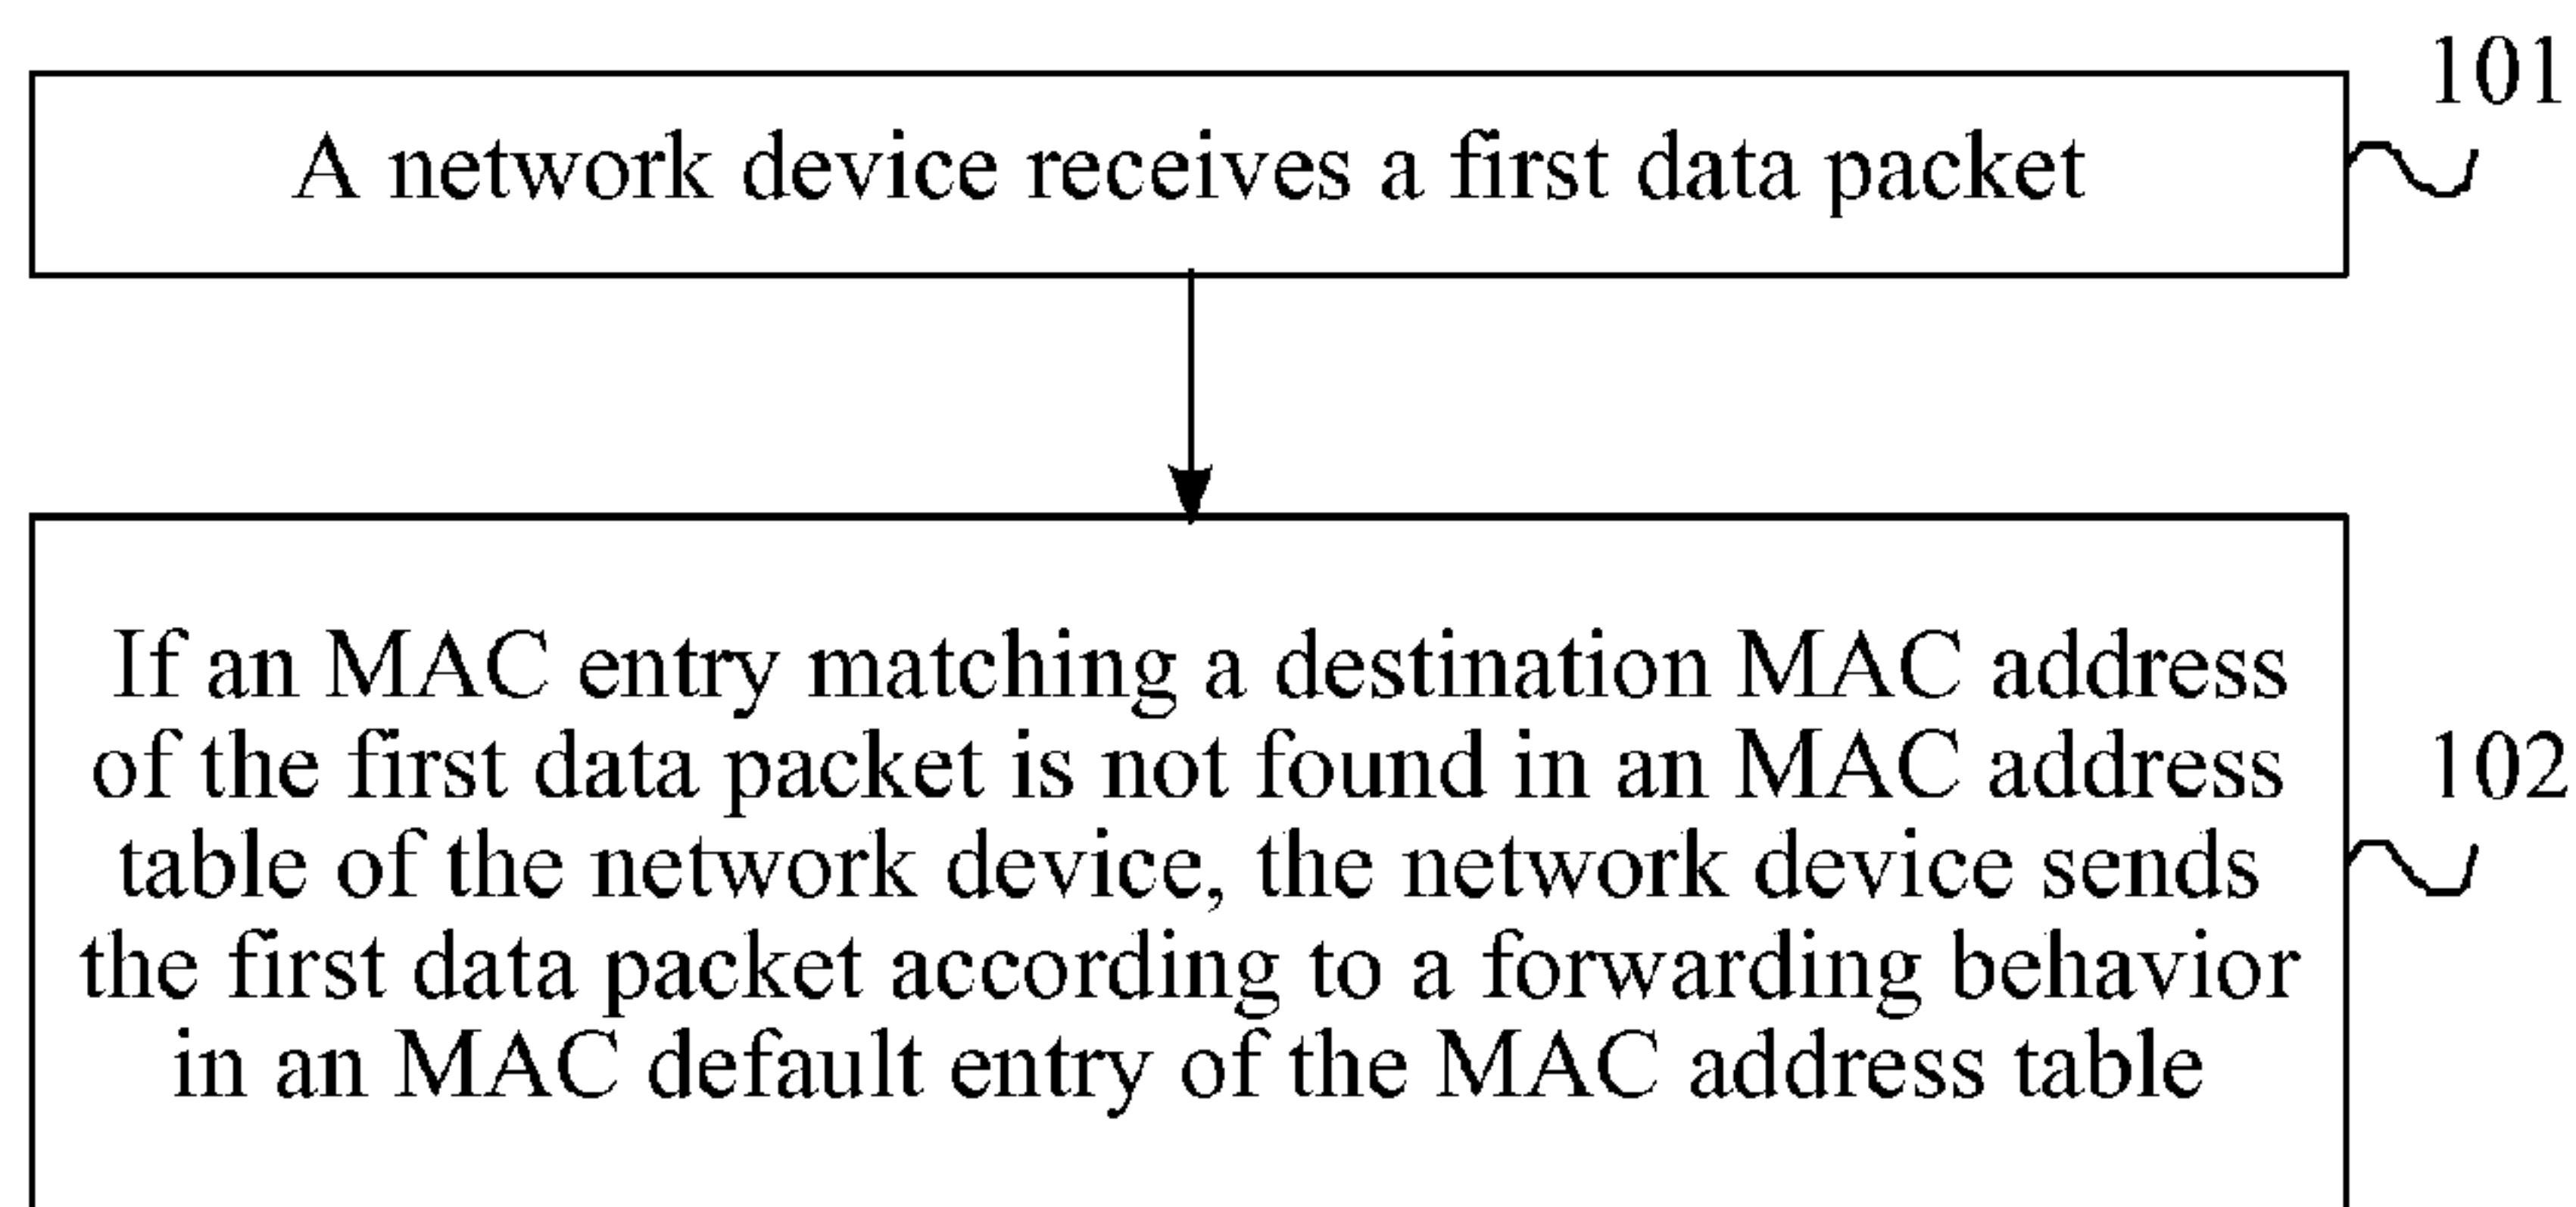 101
A network device receives a first data packet
If an MAC entry matching a destination MAC address
of the first data packet is not found in an MAC address
102
table of the network device, the network device sends
the first data packet according to a forwarding behavior
in an MAC default entry of the MAC address table